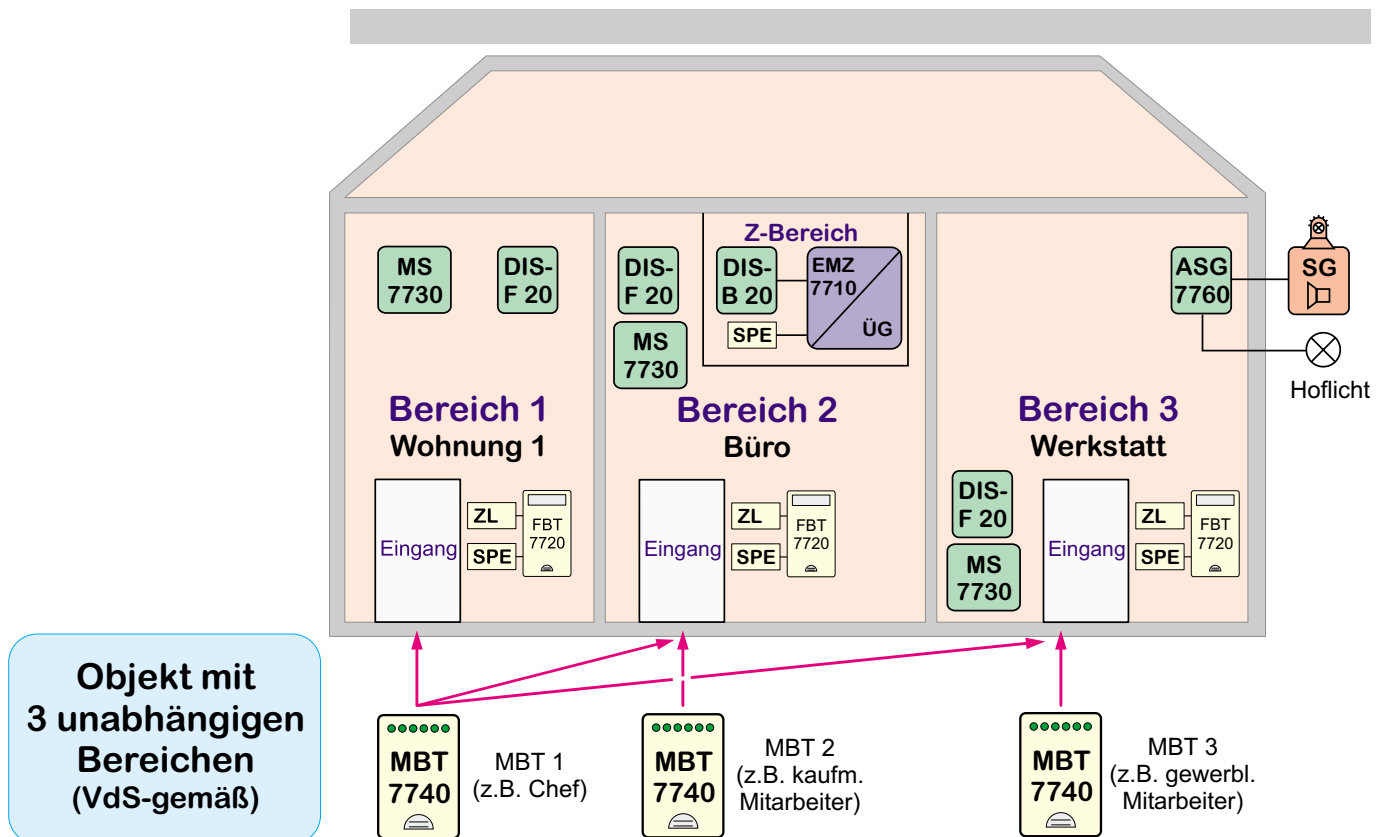 Z-Bereich
MS
7730
DIS-
F 20
DIS-
F 20
MS
7730
DIS-
B 20
SPE
EMZ
7710
ÜG
ASG
7760
SG
Hoflicht
Bereich 1
Wohnung 1
Bereich 2
Büro
Bereich 3
Werkstatt
Eingang
ZL
SPE
FBT
7720
Eingang
ZL
SPE
FBT
7720
DIS-
F 20
MS
7730
Eingang
ZL
SPE
FBT
7720
Objekt mit
3 unabhängigen
Bereichen
(VdS-gemäß)
MBT
7740
MBT 1
(z.B. Chef)
MBT
7740
MBT 2
(z.B. kaufm.
Mitarbeiter)
MBT
7740
MBT 3
(z.B. gewerbl.
Mitarbeiter)